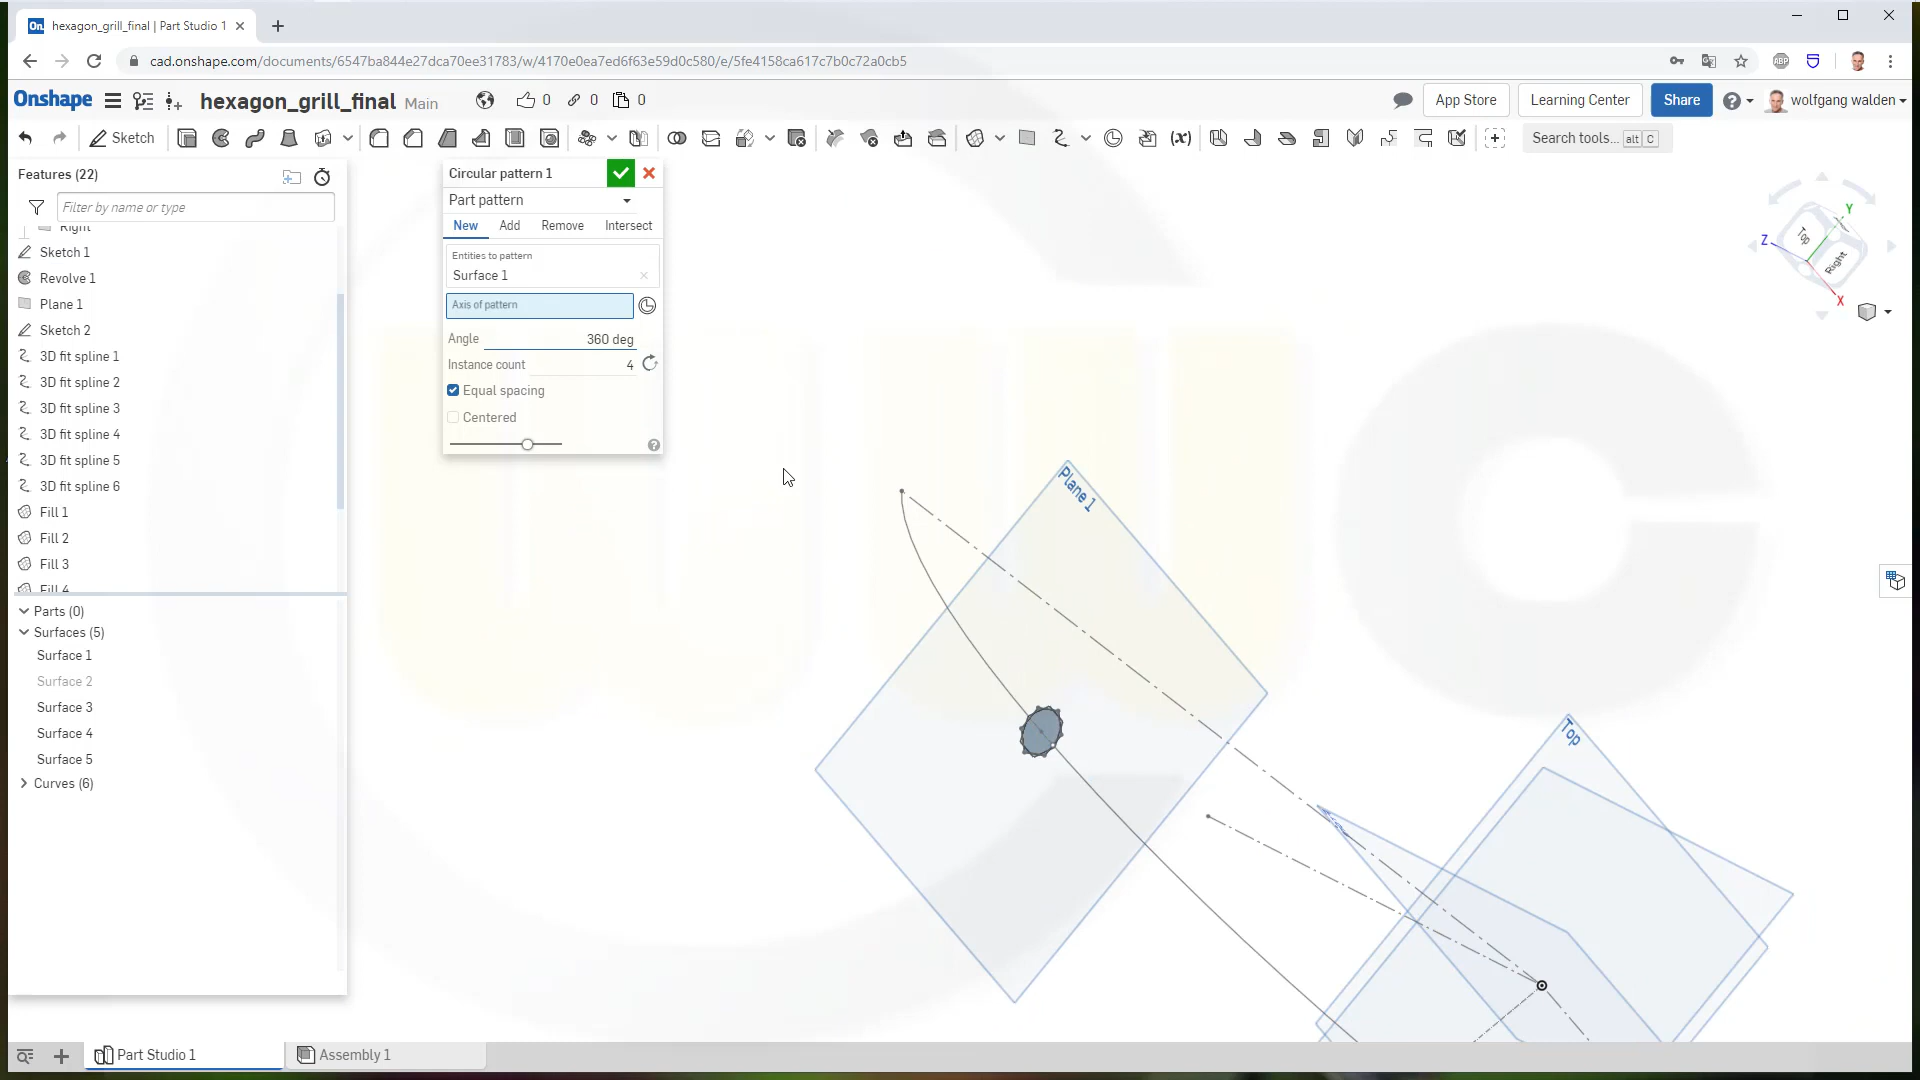 On hexagon_grill_final | Part Studio 1
cad.onshape.com/documents/6547ba844e27dca70ee31783/w/4170e0ea7ed6f63e59d0c580/e/5fe4158ca617c7b0c72a0cb5
ABP
Onshape hexagon_grill_final Main 0 0 0 App Store Learning Center Share wolfgang walden
Sketch (x) Search tools... alt C
Features (22)
Filter by name or type
Right
Sketch 1
Revolve 1
Plane 1
Sketch 2
3D fit spline 1
3D fit spline 2
3D fit spline 3
3D fit spline 4
3D fit spline 5
3D fit spline 6
Fill 1
Fill 2
Fill 3
Fill 4
Parts (0)
Surfaces (5)
Surface 1
Surface 2
Surface 3
Surface 4
Surface 5
Curves (6)
Circular pattern 1
Part pattern
New Add Remove Intersect
Entities to pattern
Surface 1
Axis of pattern
Angle 360 deg
Instance count 4
Equal spacing
Centered
Plane 1
Top
Y
Z
X
Top
Right
Part Studio 1 Assembly 1